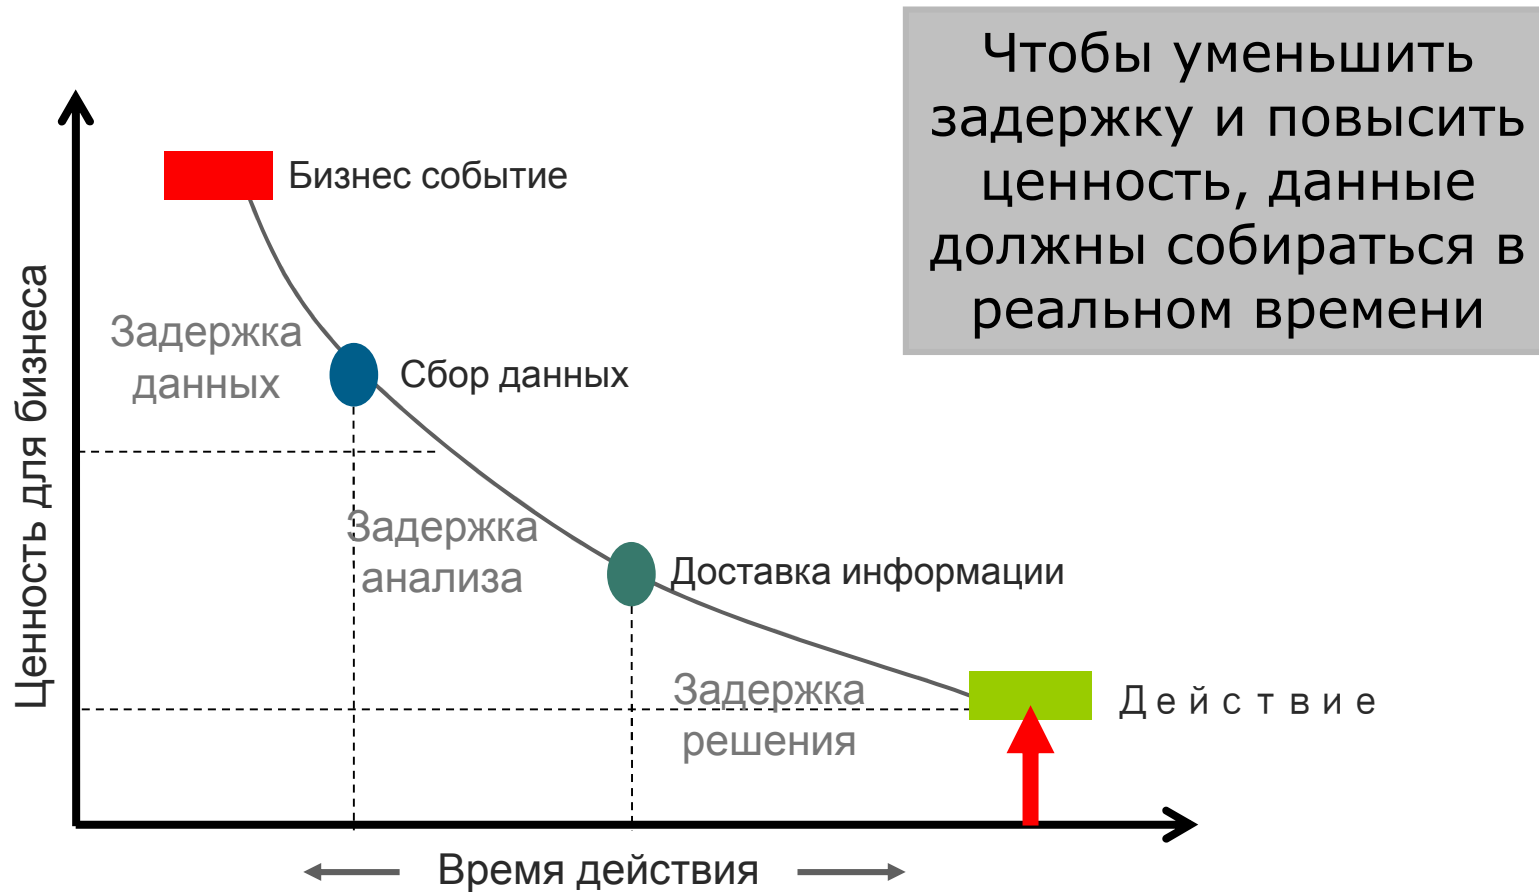 Чтобы уменьшить
задержку и повысить
ценность, данные
должны собираться в
реальном времени
Бизнес событие
Задержка
данных
Сбор данных
Ценность для бизнеса
Задержка
анализа
Доставка информации
Задержка
решения
Действие
Время действия